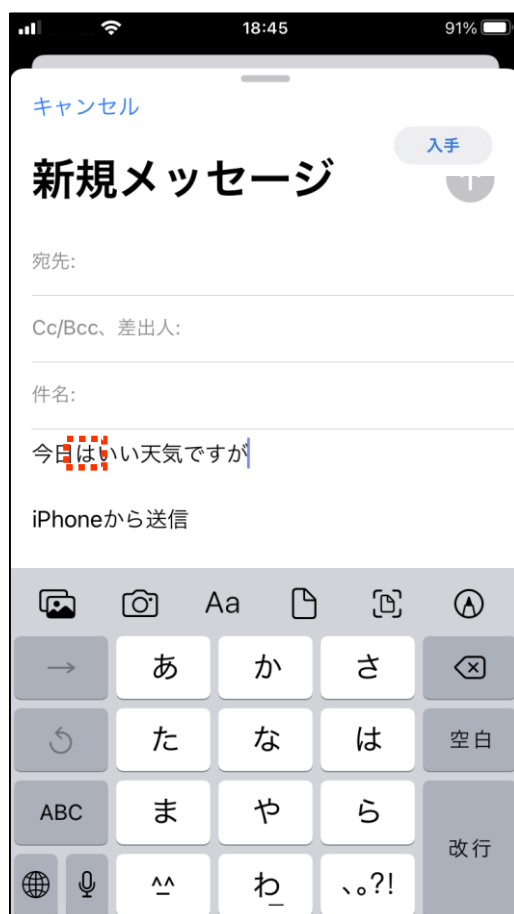 18:45
91%
キャンセル
入手
新規メッセージ
宛先:
Cc/Bcc、差出人:
件名:
今日はいい天気ですが
iPhoneから送信
Aa
→ あ か さ
た な は 空白
ABC ま や ら
改行
^^ わ 、。?!